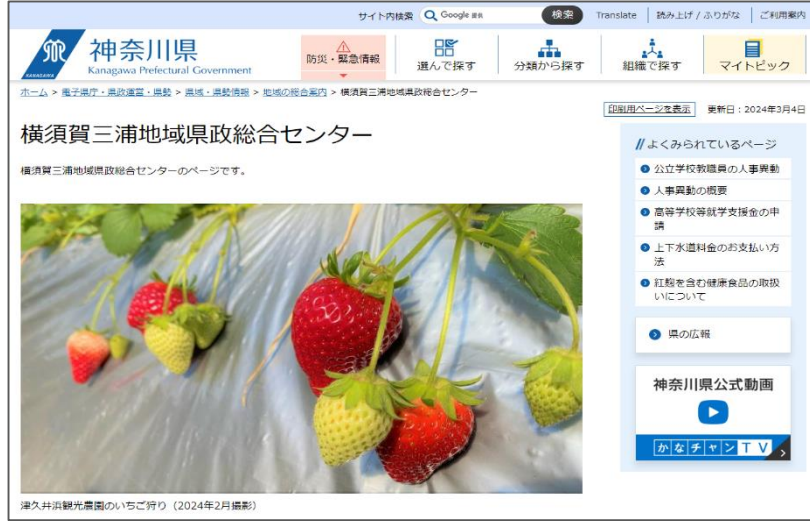 サイト内検索 Google 提供 検索 Translate 読み上げ / ふりがな ご利用案内
神奈川県
Kanagawa Prefectural Government
KANAGAWA
防災・緊急情報
選んで探す
分類から探す
組織で探す
マイトピック
ホーム > 電子県庁・県政運営・県勢 > 県域・県勢情報 > 地域の総合案内 > 横須賀三浦地域県政総合センター
印刷用ページを表示 更新日：2024年3月4日
横須賀三浦地域県政総合センター
横須賀三浦地域県政総合センターのページです。
津久井浜観光農園のいちご狩り（2024年2月撮影）
よくみられているページ
公立学校教職員の人事異動
人事異動の概要
高等学校等就学支援金の申
請
上下水道料金のお支払い方
法
紅麹を含む健康食品の取扱
いについて
県の広報
神奈川県公式動画
かなチャンTV